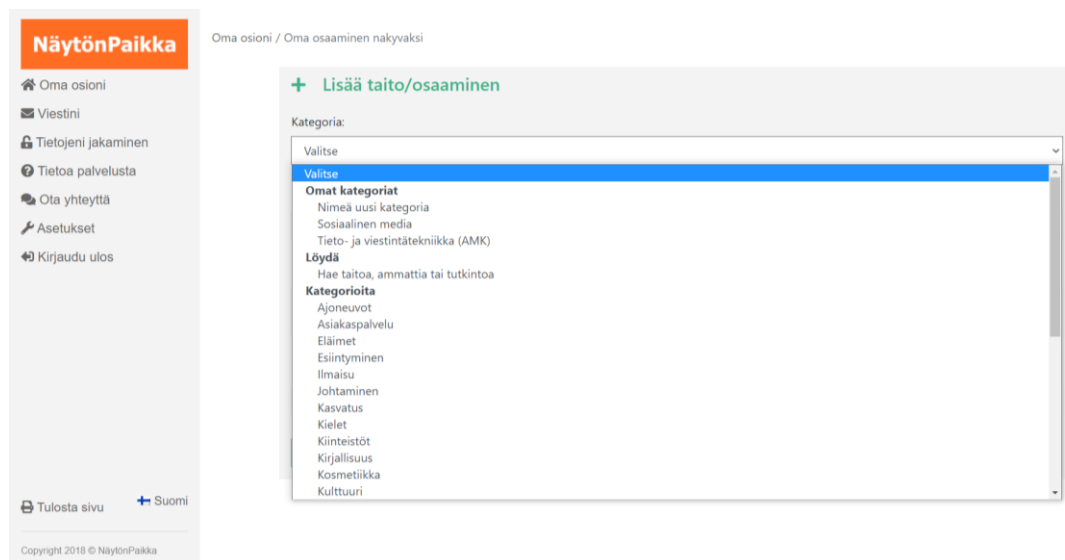 NäytönPaikka
Oma osioni
Viestini
Tietojeni jakaminen
Tietoa palvelusta
Ota yhteyttä
Asetukset
Kirjaudu ulos
Tulosta sivu
Suomi
Copyright 2018 © NäytönPaikka
Oma osioni / Oma osaaminen nakyvaksi
+ Lisää taito/osaaminen
Kategoria:
Valitse
Valitse
Omat kategoriat
Nimeä uusi kategoria
Sosiaalinen media
Tieto- ja viestintätekniikka (AMK)
Löydä
Hae taitoa, ammattia tai tutkintoa
Kategorioita
Ajoneuvot
Asiakaspalvelu
Eläimet
Esiintyminen
Ilmaisu
Johtaminen
Kasvatus
Kielet
Kiinteistöt
Kirjallisuus
Kosmetiikka
Kulttuuri